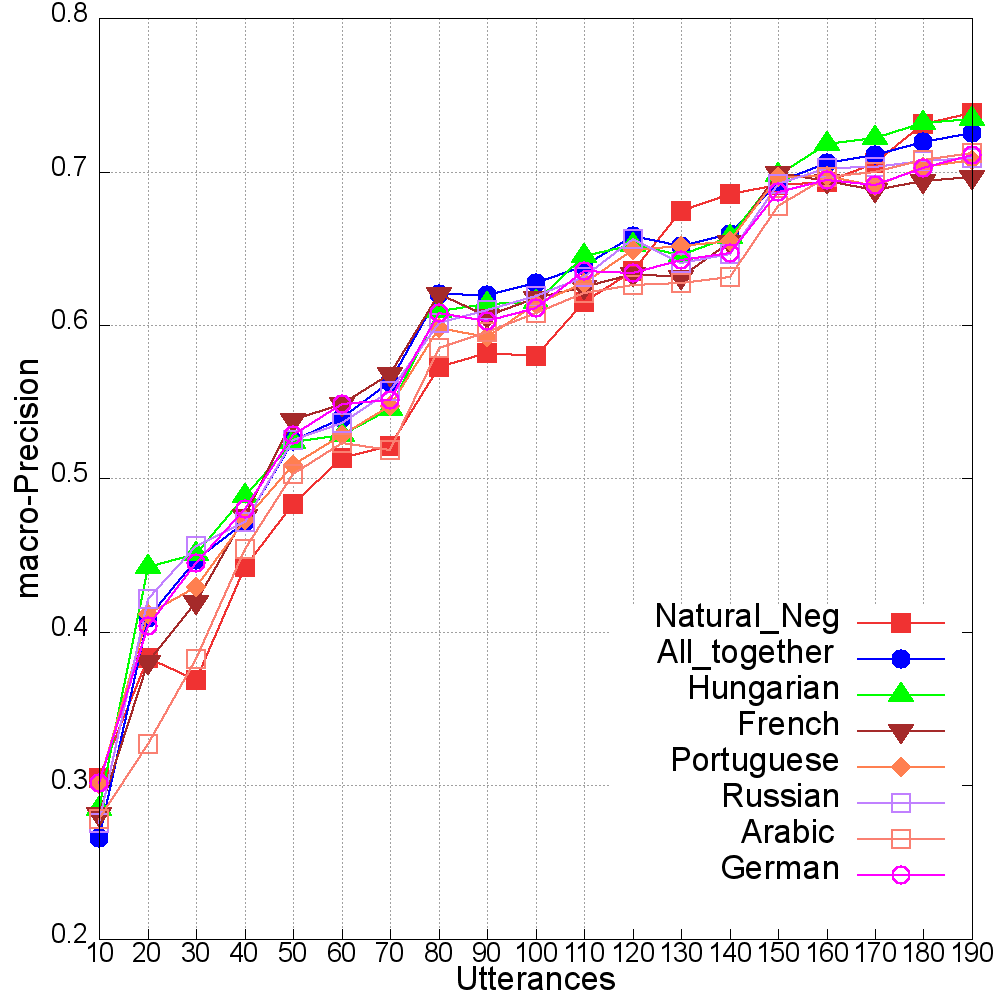 0.8
0.7
0.6
0.5
0.4
0.3
0.2
macro-Precision
Natural_Neg
All_together
Hungarian
French
Portuguese
Russian
Arabic
German
10 20 30 40 50 60 70 80 90 100 110 120 130 140 150 160 170 180 190
Utterances